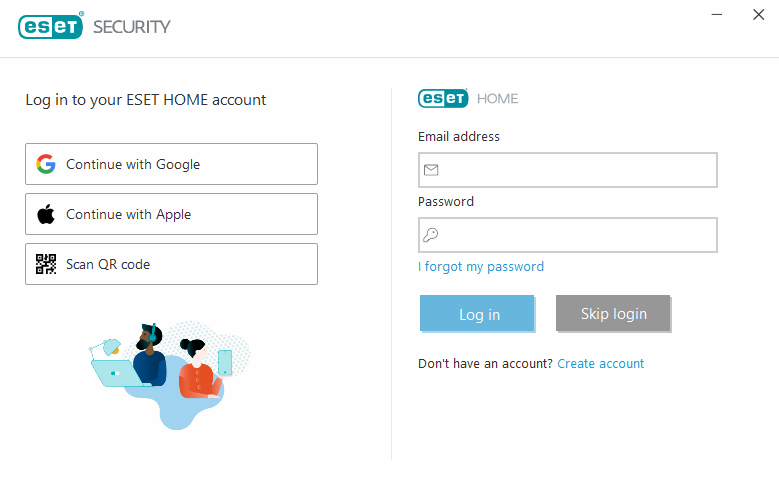 eset SECURITY
Log in to your ESET HOME account
Continue with Google
Continue with Apple
Scan QR code
eset HOME
Email address
Password
I forgot my password
Log in
Skip login
Don't have an account? Create account